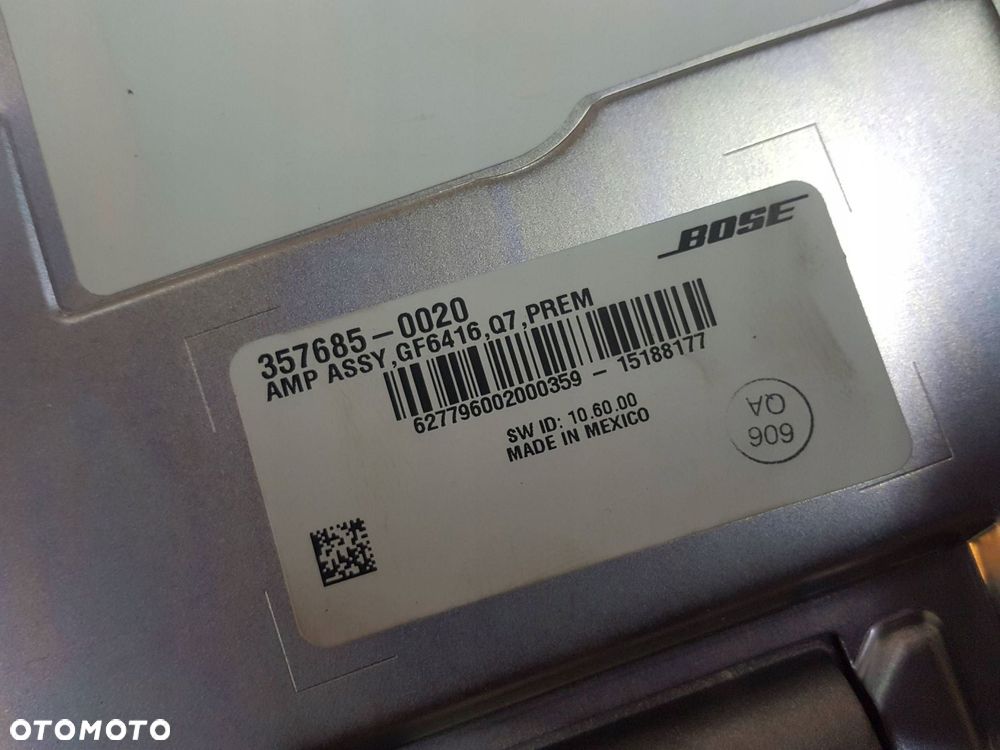 BOSE
357685-0020
AMP ASSY,GF6416,Q7,PREM
627796002000359 - 15188177
SW ID: 10.60.00
MADE IN MEXICO
606
QA
OTOMOTO